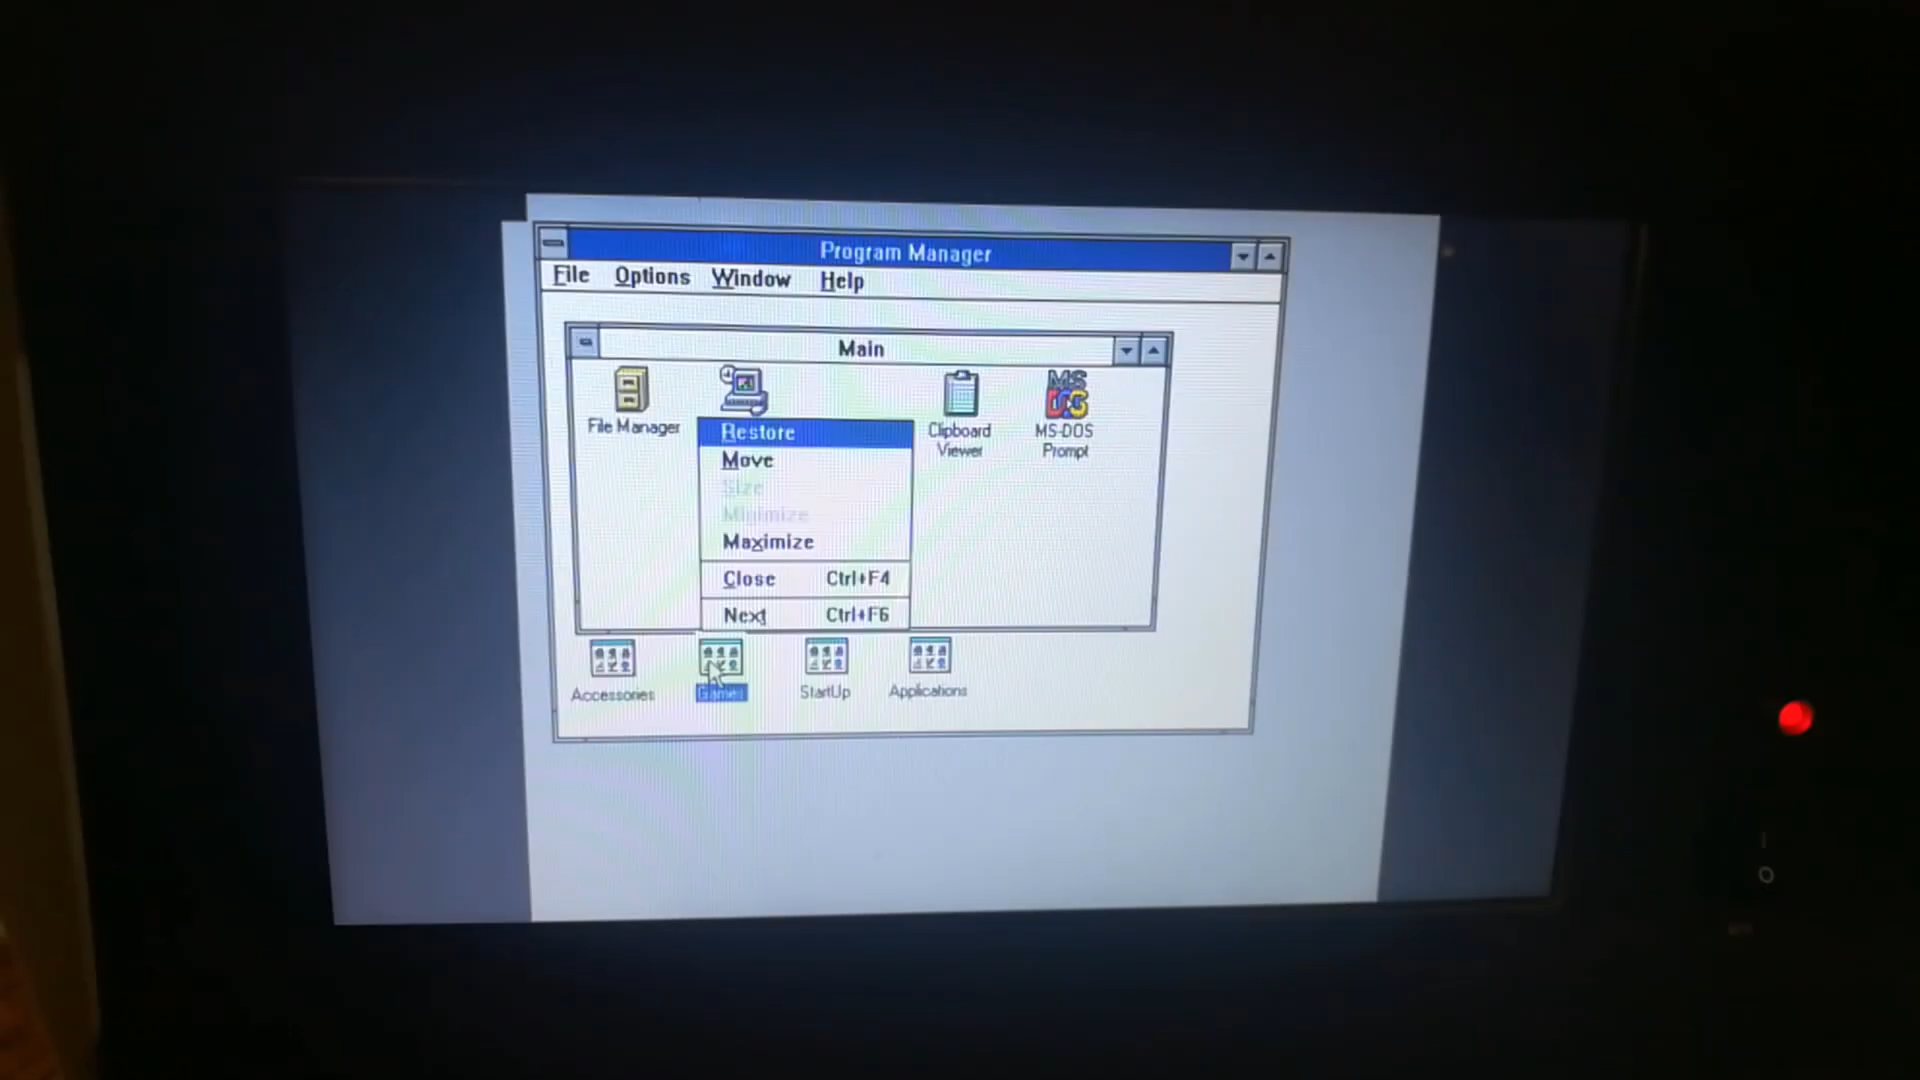 Program Manager
File Options Window Help
Main
File Manager
Clipboard
Viewer
MS-DOS
Prompt
Restore
Move
Size
Minimize
Maximize
Close Ctrl+F4
Next Ctrl+F6
Accessories
Games
StartUp
Applications